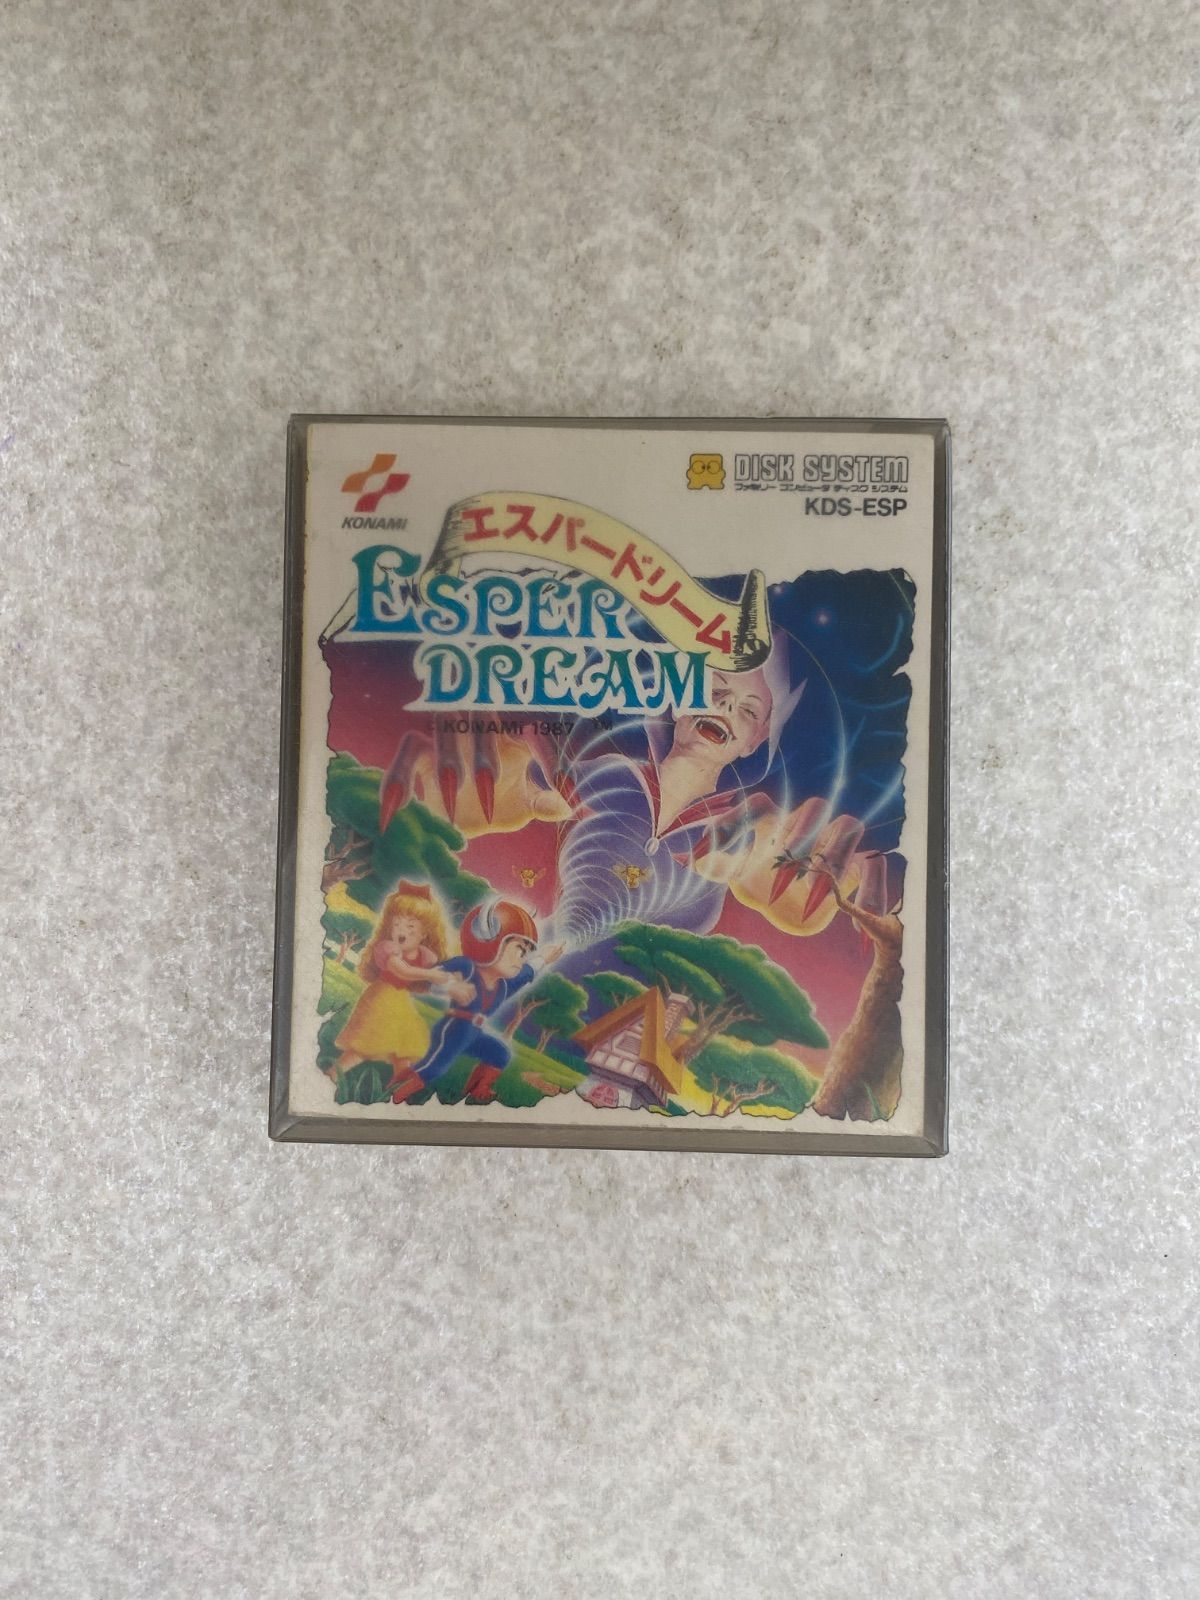 KONAMI
DISK SYSTEM
ファミリー コンピュータ ディスク システム
KDS-ESP
エスパードリーム
ESPER
DREAM
© KONAMI 1987 TM